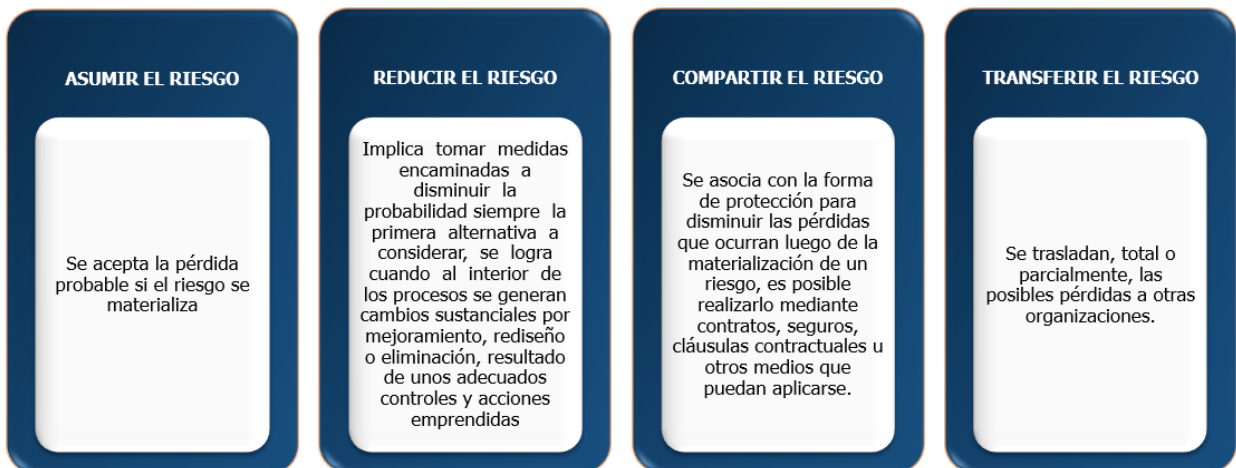 ASUMIR EL RIESGO
Se acepta la pérdida
probable si el riesgo se
materializa
REDUCIR EL RIESGO
Implica tomar medidas
encaminadas a
disminuir la
probabilidad siempre la
primera alternativa a
considerar, se logra
cuando al interior de
los procesos se generan
cambios sustanciales por
mejoramiento, rediseño
o eliminación, resultado
de unos adecuados
controles y acciones
emprendidas
COMPARTIR EL RIESGO
Se asocia con la forma
de protección para
disminuir las pérdidas
que ocurran luego de la
materialización de un
riesgo, es posible
realizarlo mediante
contratos, seguros,
cláusulas contractuales u
otros medios que
puedan aplicarse.
TRANSFERIR EL RIESGO
Se trasladan, total o
parcialmente, las
posibles pérdidas a otras
organizaciones.